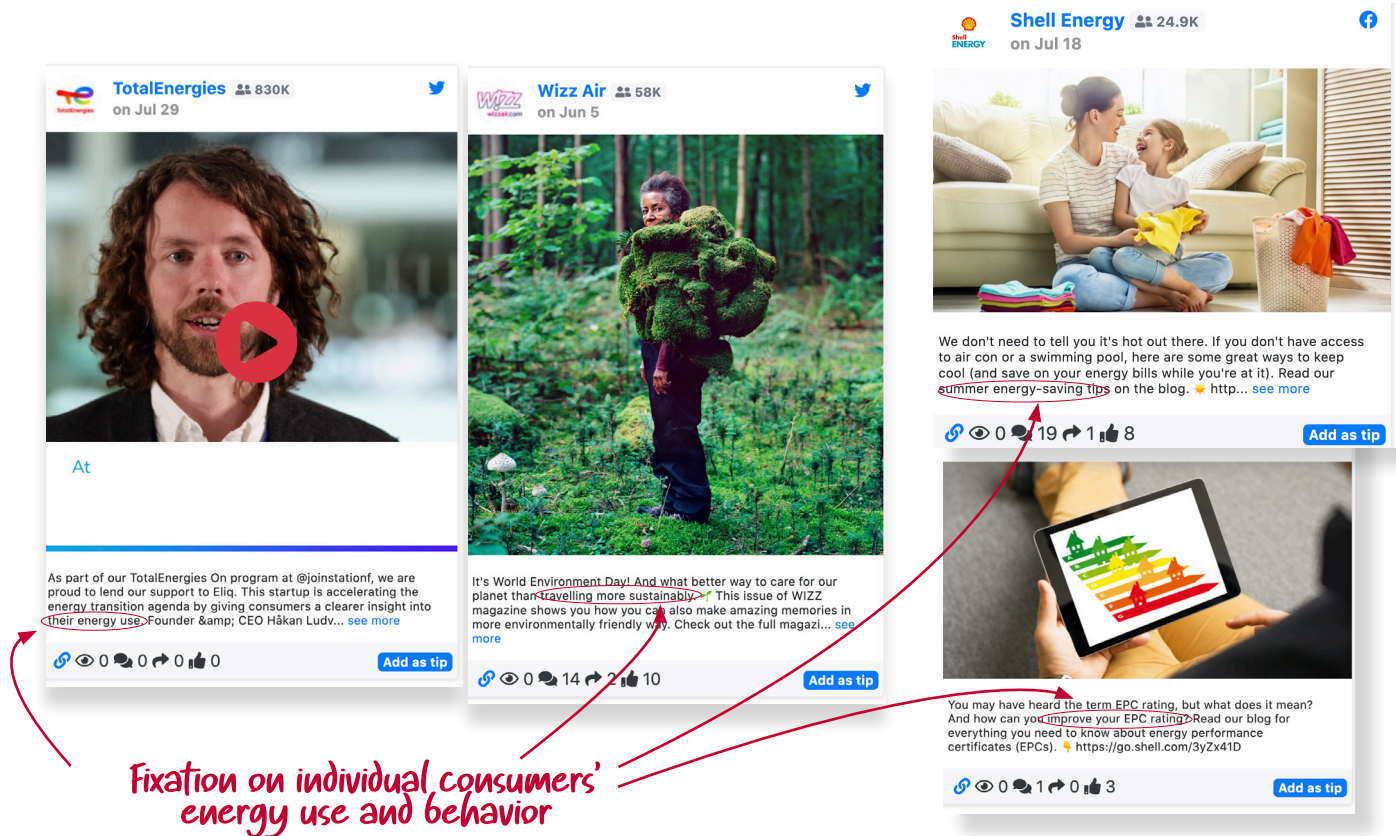 TotalEnergies 830K
on Jul 29
TotalEnergies
At
As part of our TotalEnergies On program at @joinstationf, we are
proud to lend our support to Eliq. This startup is accelerating the
energy transition agenda by giving consumers a clearer insight into
their energy use. Founder &amp; CEO Håkan Ludv... see more
0 0 0 0
Add as tip
Wizz Air 58K
on Jun 5
WIZZ
wizzair.com
It's World Environment Day! And what better way to care for our
planet than travelling more sustainably. 🌱 This issue of WIZZ
magazine shows you how you can also make amazing memories in
more environmentally friendly way. Check out the full magazi... see
more
0 14 2 10
Add as tip
Shell Energy 24.9K
on Jul 18
Shell
ENERGY
We don't need to tell you it's hot out there. If you don't have access
to air con or a swimming pool, here are some great ways to keep
cool (and save on your energy bills while you're at it). Read our
summer energy-saving tips on the blog. ☀️ http... see more
0 19 1 8
Add as tip
You may have heard the term EPC rating, but what does it mean?
And how can you improve your EPC rating? Read our blog for
everything you need to know about energy performance
certificates (EPCs). 👇 https://go.shell.com/3yZx41D
0 1 0 3
Add as tip
Fixation on individual consumers'
energy use and behavior